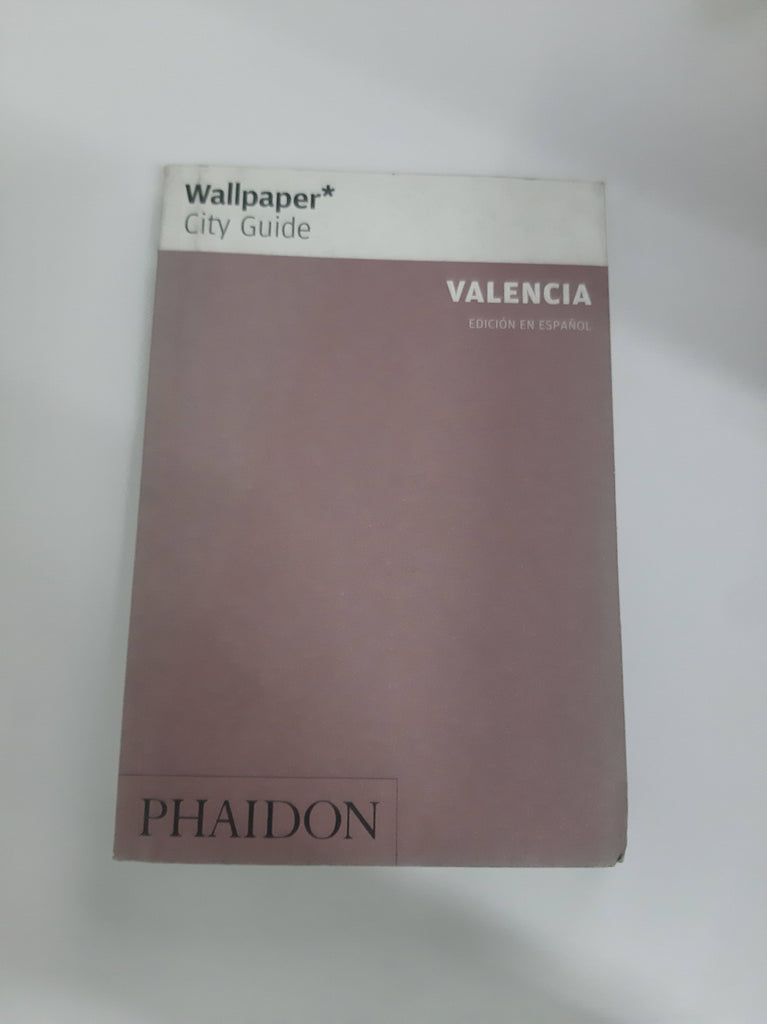 Wallpaper*
City Guide
VALENCIA
EDICIÓN EN ESPAÑOL
PHAIDON